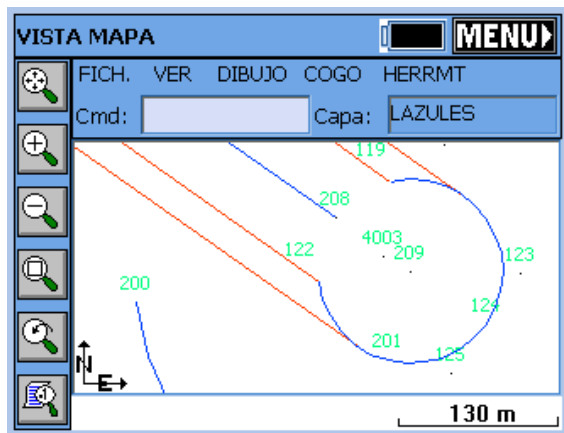 VISTA MAPA MENU
FICH. VER DIBUJO COGO HERRMT
Cmd: Capa: LAZULES
119
208
4003
122 209 123
200
124
201 125
N
E
130 m